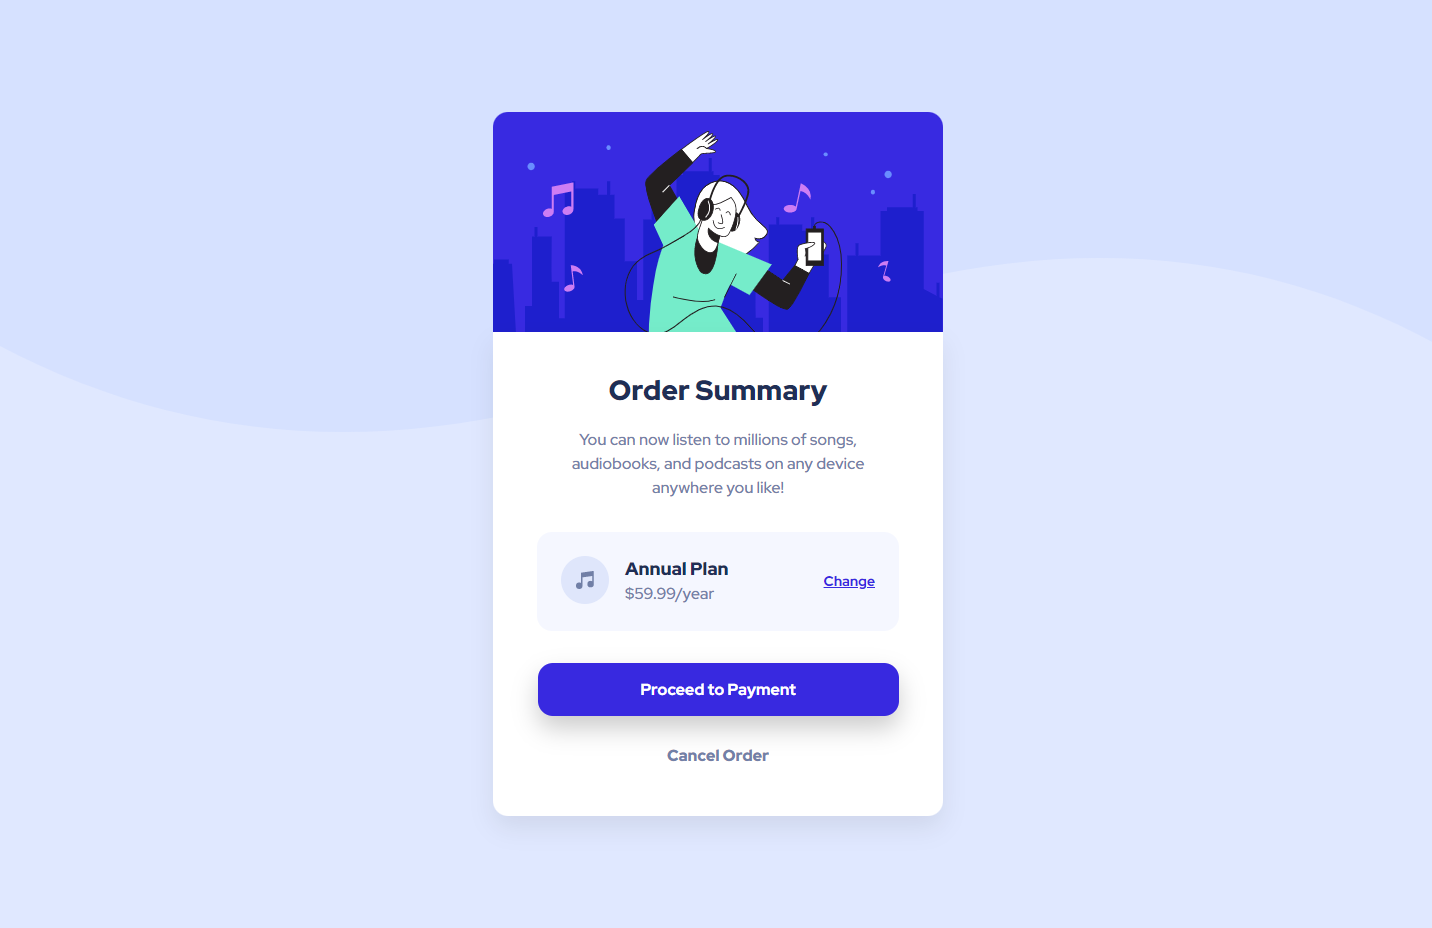 Order Summary
You can now listen to millions of songs,
audiobooks, and podcasts on any device
anywhere you like!
Annual Plan
$59.99/year
Change
Proceed to Payment
Cancel Order